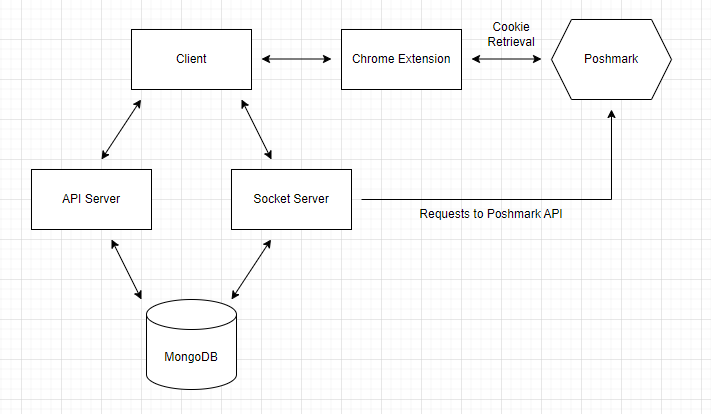 Cookie
Retrieval
Client
Chrome Extension
Poshmark
API Server
Socket Server
Requests to Poshmark API
MongoDB